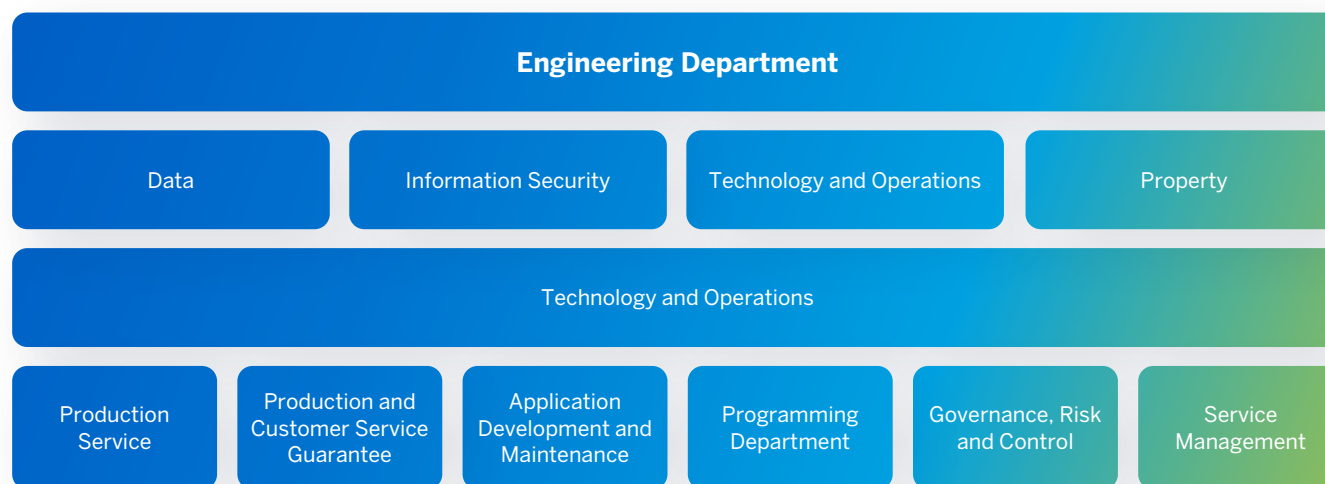 Engineering Department
Data
Information Security
Technology and Operations
Property
Technology and Operations
Production
Service
Production and
Customer Service
Guarantee
Application
Development and
Maintenance
Programming
Department
Governance, Risk
and Control
Service
Management